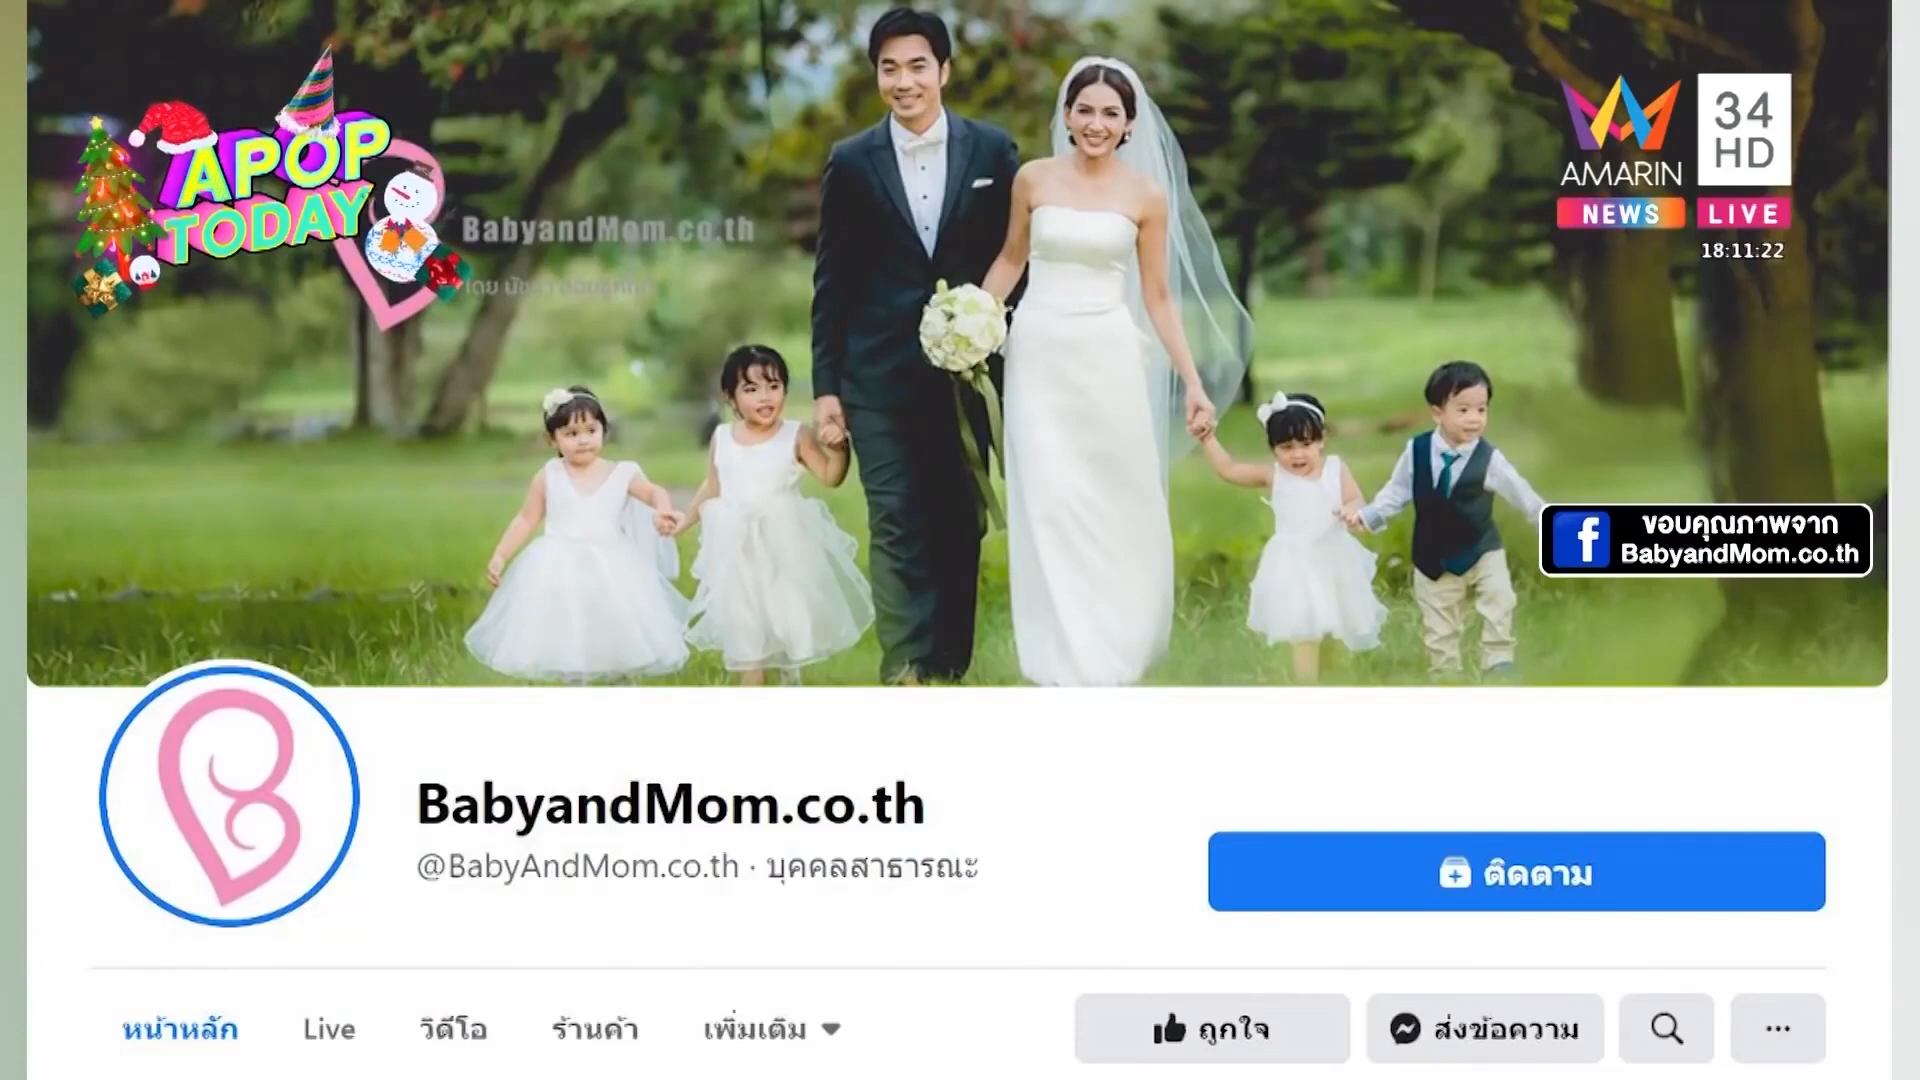 APOP
TODAY
BabyandMom.co.th
โดย
AMARIN
34
HD
NEWS
LIVE
18:11:22
ขอบคุณภาพจาก
BabyandMom.co.th
BabyandMom.co.th
@BabyAndMom.co.th · บุคคลสาธารณะ
ติดตาม
หน้าหลัก Live วิดีโอ ร้านค้า เพิ่มเติม
ถูกใจ ส่งข้อความ